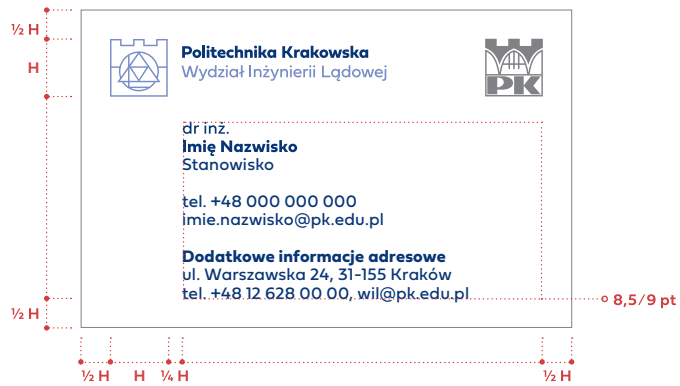 ½ H
H
Politechnika Krakowska
Wydział Inżynierii Lądowej
PK
dr inż.
Imię Nazwisko
Stanowisko
tel. +48 000 000 000
imie.nazwisko@pk.edu.pl
Dodatkowe informacje adresowe
ul. Warszawska 24, 31-155 Kraków
tel. +48 12 628 00 00, wil@pk.edu.pl
8,5/9 pt
½ H
½ H H ¼ H ½ H